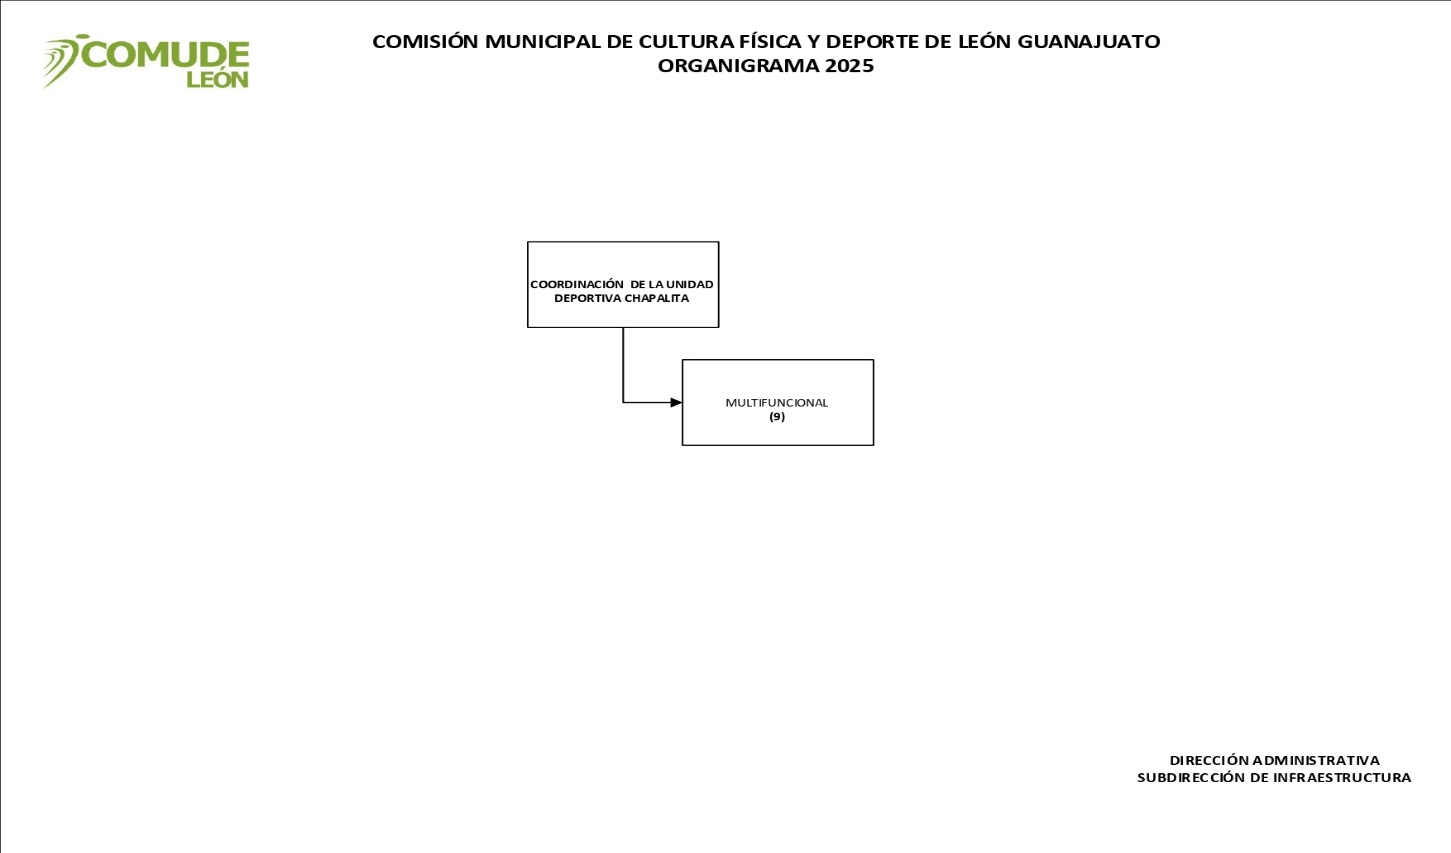 COMUDE
LEÓN
COMISIÓN MUNICIPAL DE CULTURA FÍSICA Y DEPORTE DE LEÓN GUANAJUATO
ORGANIGRAMA 2025
COORDINACIÓN DE LA UNIDAD
DEPORTIVA CHAPALITA
MULTIFUNCIONAL
(9)
DIRECCIÓN ADMINISTRATIVA
SUBDIRECCIÓN DE INFRAESTRUCTURA